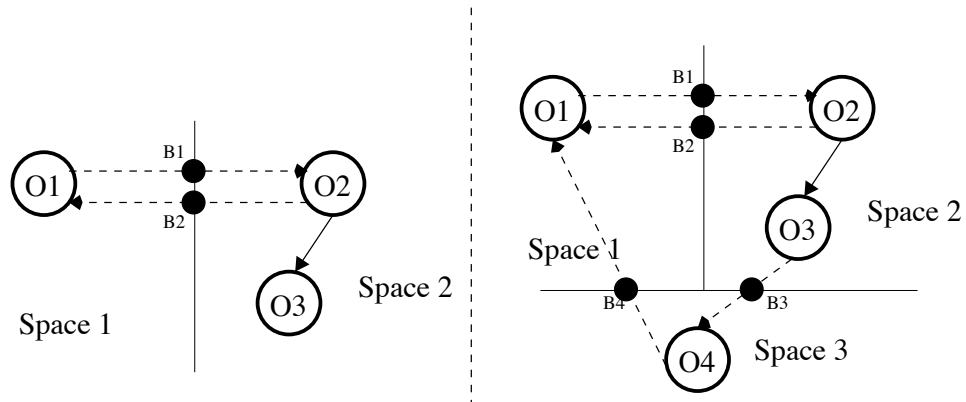 B1
O1
O2
B2
O3
Space 2
Space 1
B1
O1
O2
B2
Space 2
O3
Space 1
B4
B3
O4
Space 3